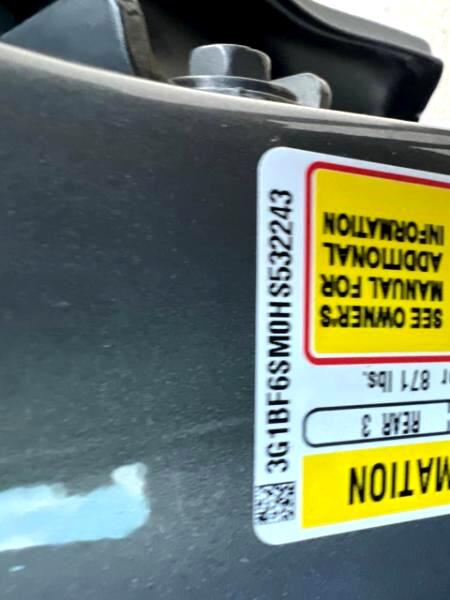 MATION
REAR 3
r 871 lbs.
SEE OWNER'S
MANUAL FOR
ADDITIONAL
INFORMATION
3G1BF6SM0HS532243